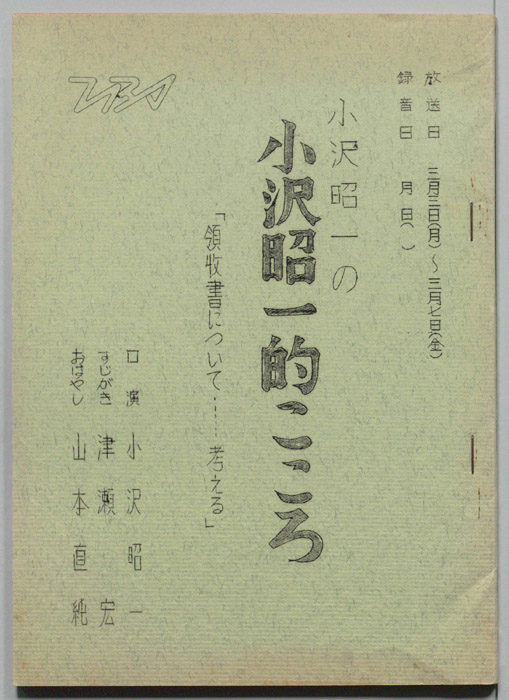 放送日 三月三日(月)～三月七日(金)
録音日 月 日( )
小沢昭一の
小沢昭一的こころ
「領収書について……考える」
口演 小沢昭一
すじがき 津瀬宏
おはやし 山本直純
TBS